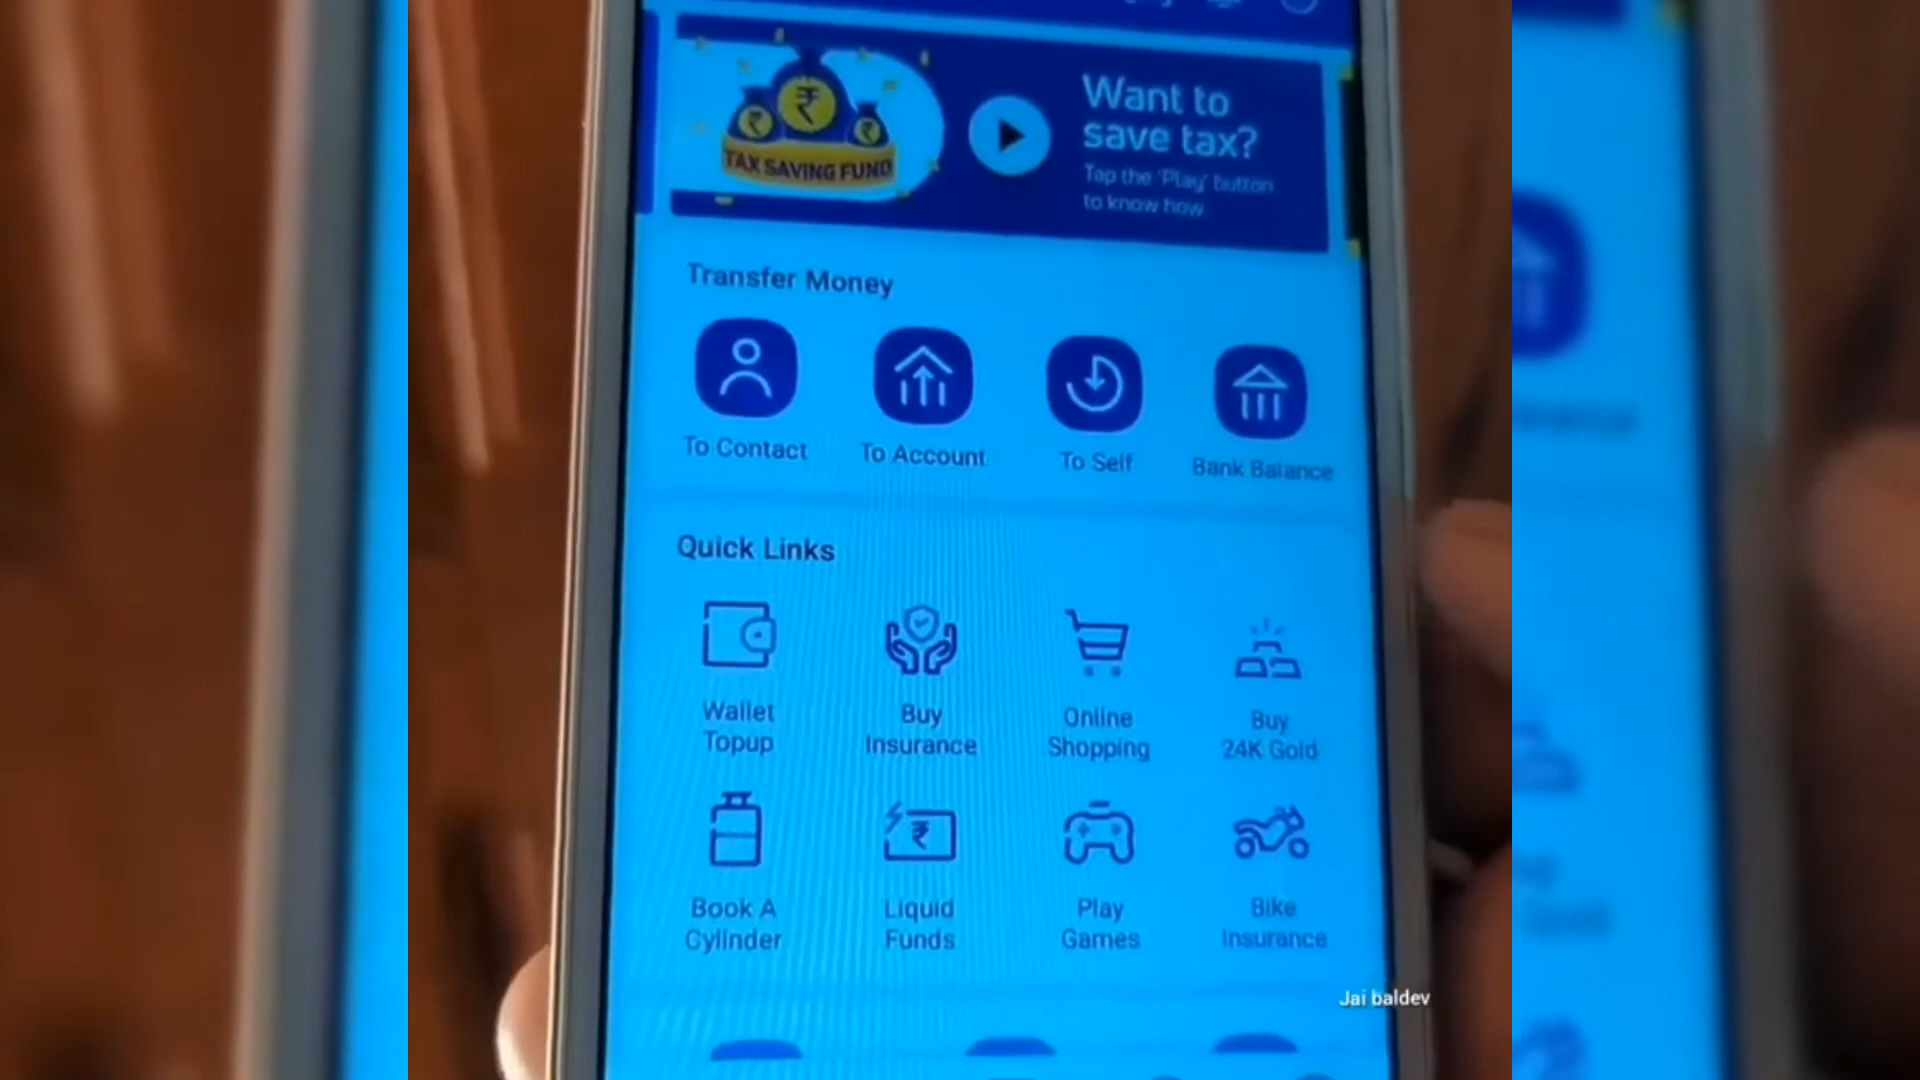 Want to
save tax?
Tap the 'Play' button
to know how
TAX SAVING FUND
Transfer Money
To Contact
To Account
To Self
Bank Balance
Quick Links
Wallet
Topup
Buy
Insurance
Online
Shopping
Buy
24K Gold
Book A
Cylinder
Liquid
Funds
Play
Games
Bike
Insurance
Jai baldev